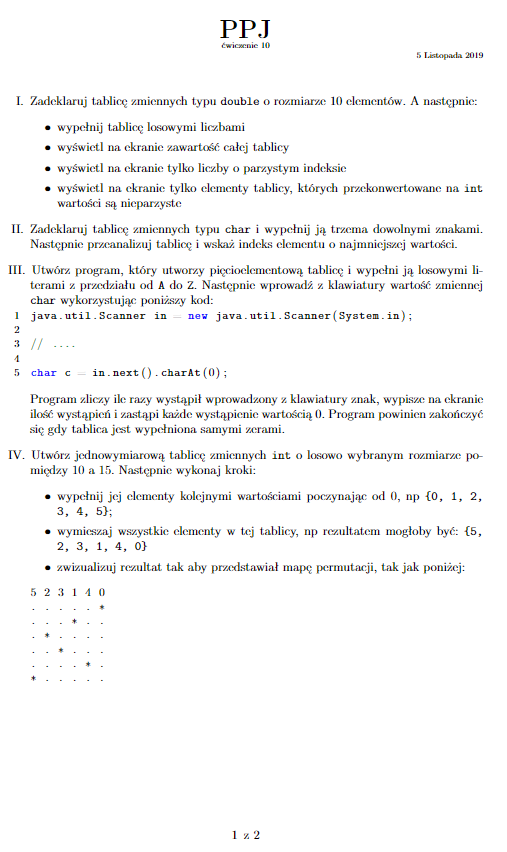 PPJ
ćwiczenie 10
5 Listopada 2019
I. Zadeklaruj tablicę zmiennych typu double o rozmiarze 10 elementów. A następnie:
• wypełnij tablicę losowymi liczbami
• wyświetl na ekranie zawartość całej tablicy
• wyświetl na ekranie tylko liczby o parzystym indeksie
• wyświetl na ekranie tylko elementy tablicy, których przekonwertowane na int
wartości są nieparzyste
II. Zadeklaruj tablicę zmiennych typu char i wypełnij ją trzema dowolnymi znakami.
Następnie przeanalizuj tablicę i wskaż indeks elementu o najmniejszej wartości.
III. Utwórz program, który utworzy pięcioelementową tablicę i wypełni ją losowymi li-
terami z przedziału od A do Z. Następnie wprowadź z klawiatury wartość zmiennej
char wykorzystując poniższy kod:
1 java.util.Scanner in = new java.util.Scanner(System.in);
2
3 // ....
4
5 char c = in.next().charAt(0);
Program zliczy ile razy wystąpił wprowadzony z klawiatury znak, wypisze na ekranie
ilość wystąpień i zastąpi każde wystąpienie wartością 0. Program powinien zakończyć
się gdy tablica jest wypełniona samymi zerami.
IV. Utwórz jednowymiarową tablicę zmiennych int o losowo wybranym rozmiarze po-
między 10 a 15. Następnie wykonaj kroki:
• wypełnij jej elementy kolejnymi wartościami poczynając od 0, np {0, 1, 2,
3, 4, 5};
• wymieszaj wszystkie elementy w tej tablicy, np rezultatem mogłoby być: {5,
2, 3, 1, 4, 0}
• zwizualizuj rezultat tak aby przedstawiał mapę permutacji, tak jak poniżej:
5 2 3 1 4 0
. . . . . *
. . . * . .
. * . . . .
. . * . . .
. . . . * .
* . . . . .
1 z 2